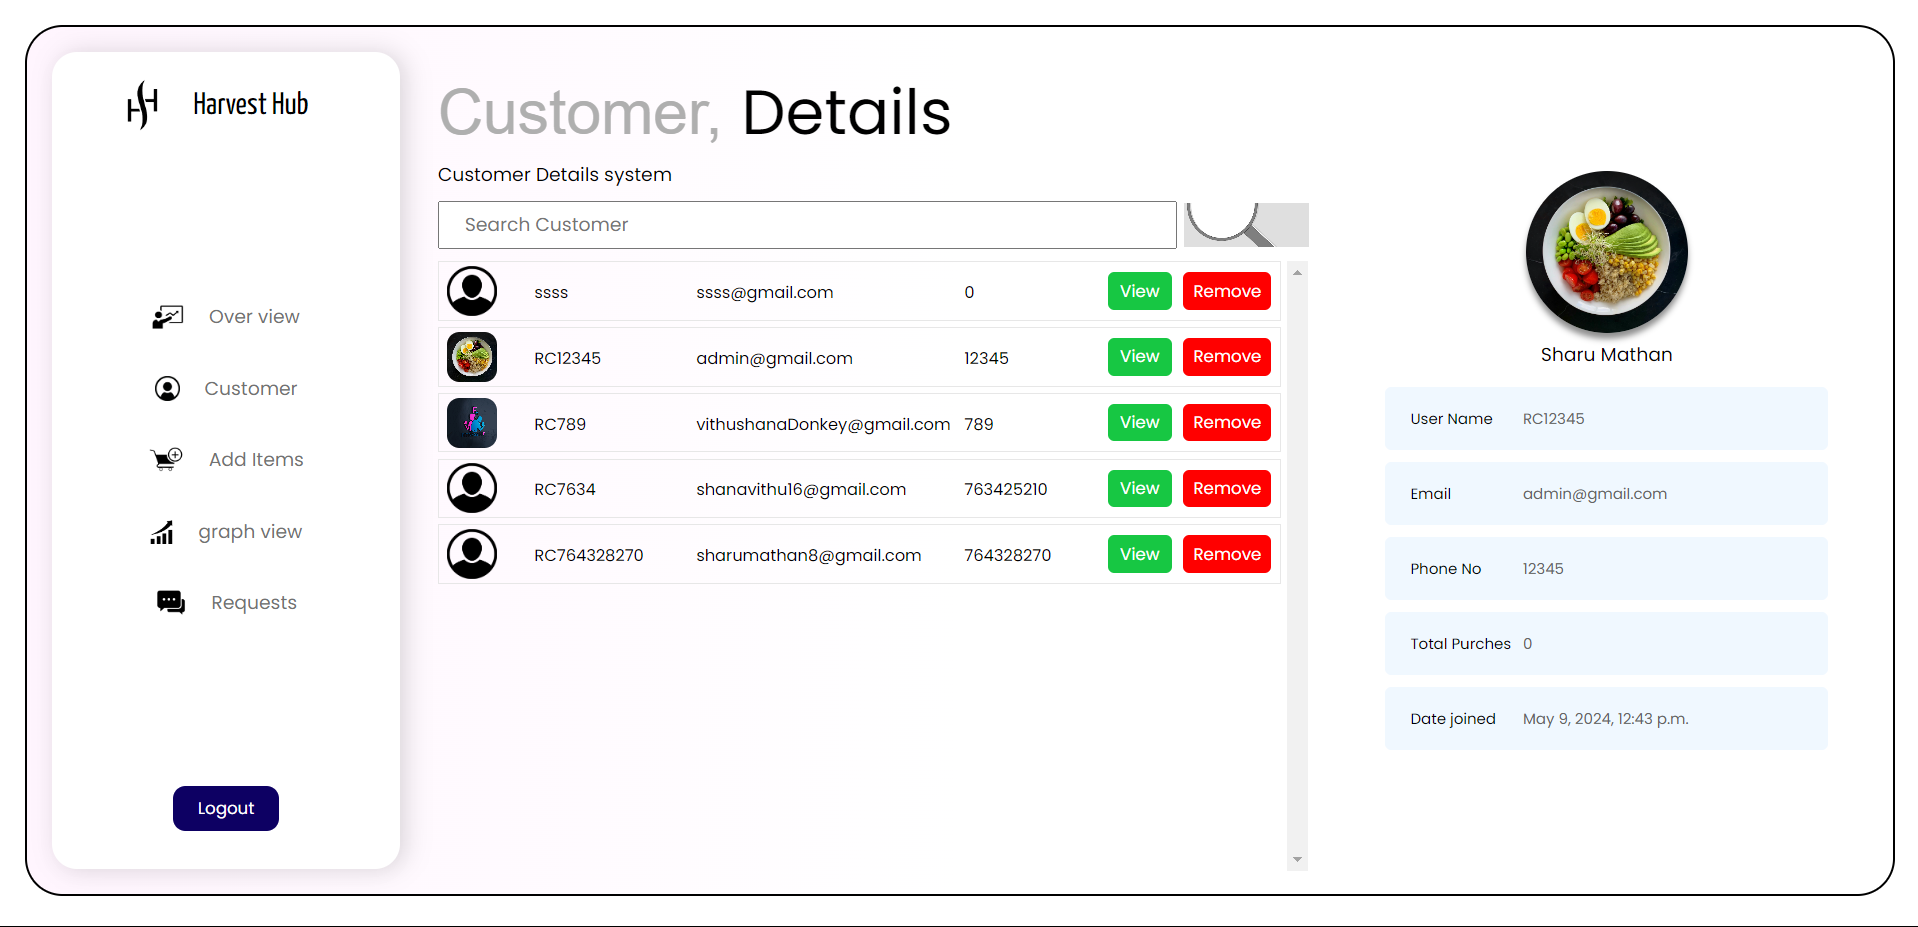 Harvest Hub
Over view
Customer
Add Items
graph view
Requests
Logout
Customer, Details
Customer Details system
Search Customer
ssss ssss@gmail.com 0 View Remove
RC12345 admin@gmail.com 12345 View Remove
RC789 vithushanaDonkey@gmail.com 789 View Remove
RC7634 shanavithu16@gmail.com 763425210 View Remove
RC764328270 sharumathan8@gmail.com 764328270 View Remove
Sharu Mathan
User Name RC12345
Email admin@gmail.com
Phone No 12345
Total Purches 0
Date joined May 9, 2024, 12:43 p.m.